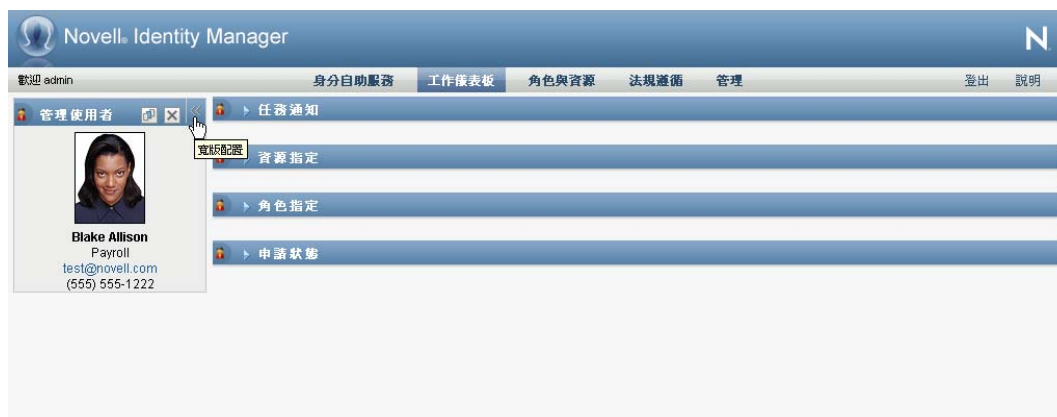 Novell® Identity Manager
N
歡迎 admin
身分自助服務 工作儀表板 角色與資源 法規遵循 管理 登出 說明
管理使用者
寬版配置
Blake Allison
Payroll
test@novell.com
(555) 555-1222
任務通知
資源指定
角色指定
申請狀態